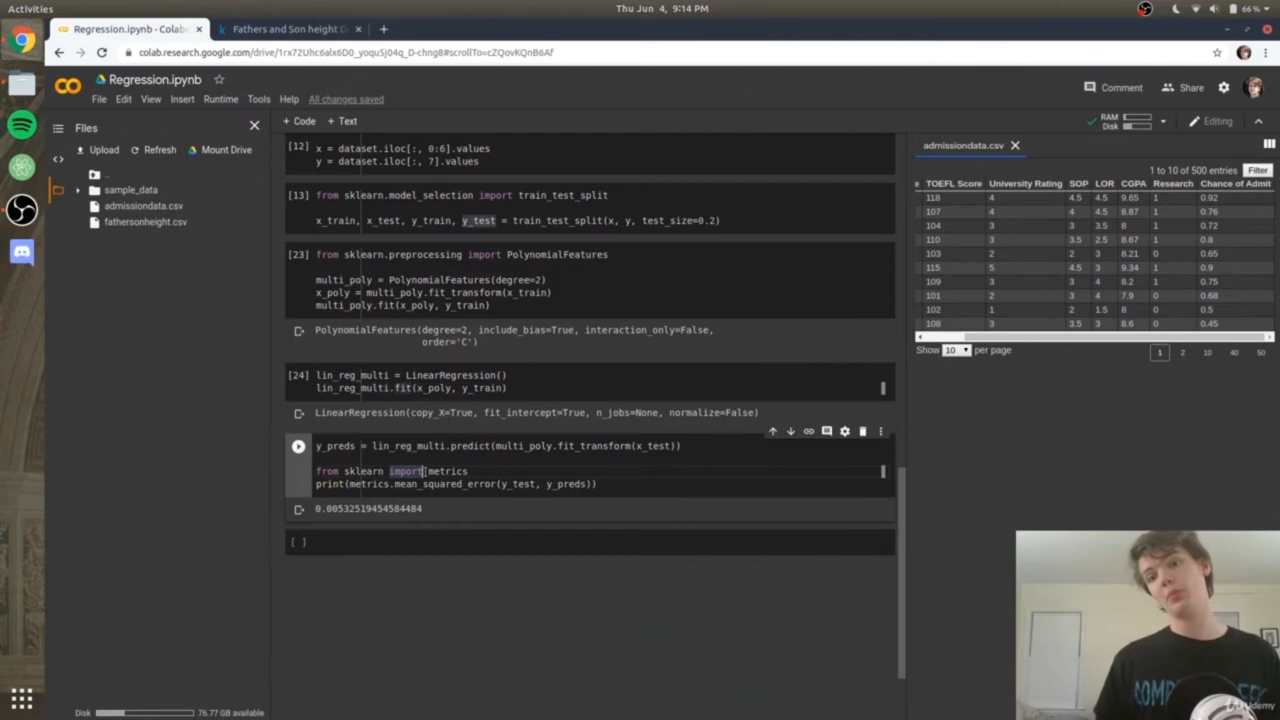 Activities
Thu Jun 4, 9:14 PM
66 %
Regression.ipynb - Colab
Fathers and Son height D
colab.research.google.com/drive/1rx72Uhc6alx6D0_yoqu5j04q_D-chng8#scrollTo=cZQovKQnB6Af
Regression.ipynb
File Edit View Insert Runtime Tools Help All changes saved
Comment Share
+ Code + Text
RAM
Disk
Editing
Files
Upload Refresh Mount Drive
..
sample_data
admissiondata.csv
fathersonheight.csv
Disk 76.77 GB available
[12] x = dataset.iloc[:, 0:6].values
y = dataset.iloc[:, 7].values
[13] from sklearn.model_selection import train_test_split
x_train, x_test, y_train, y_test = train_test_split(x, y, test_size=0.2)
[23] from sklearn.preprocessing import PolynomialFeatures
multi_poly = PolynomialFeatures(degree=2)
x_poly = multi_poly.fit_transform(x_train)
multi_poly.fit(x_poly, y_train)
PolynomialFeatures(degree=2, include_bias=True, interaction_only=False,
order='C')
[24] lin_reg_multi = LinearRegression()
lin_reg_multi.fit(x_poly, y_train)
LinearRegression(copy_X=True, fit_intercept=True, n_jobs=None, normalize=False)
y_preds = lin_reg_multi.predict(multi_poly.fit_transform(x_test))
from sklearn import metrics
print(metrics.mean_squared_error(y_test, y_preds))
0.00532519454584484
[ ]
admissiondata.csv
1 to 10 of 500 entries Filter
e TOEFL Score University Rating SOP LOR CGPA Research Chance of Admit
118 4 4.5 4.5 9.65 1 0.92
107 4 4 4.5 8.87 1 0.76
104 3 3 3.5 8 1 0.72
110 3 3.5 2.5 8.67 1 0.8
103 2 2 3 8.21 0 0.65
115 5 4.5 3 9.34 1 0.9
109 3 3 4 8.2 1 0.75
101 2 3 4 7.9 0 0.68
102 1 2 1.5 8 0 0.5
108 3 3.5 3 8.6 0 0.45
Show 10 per page 1 2 10 40 50
Udemy